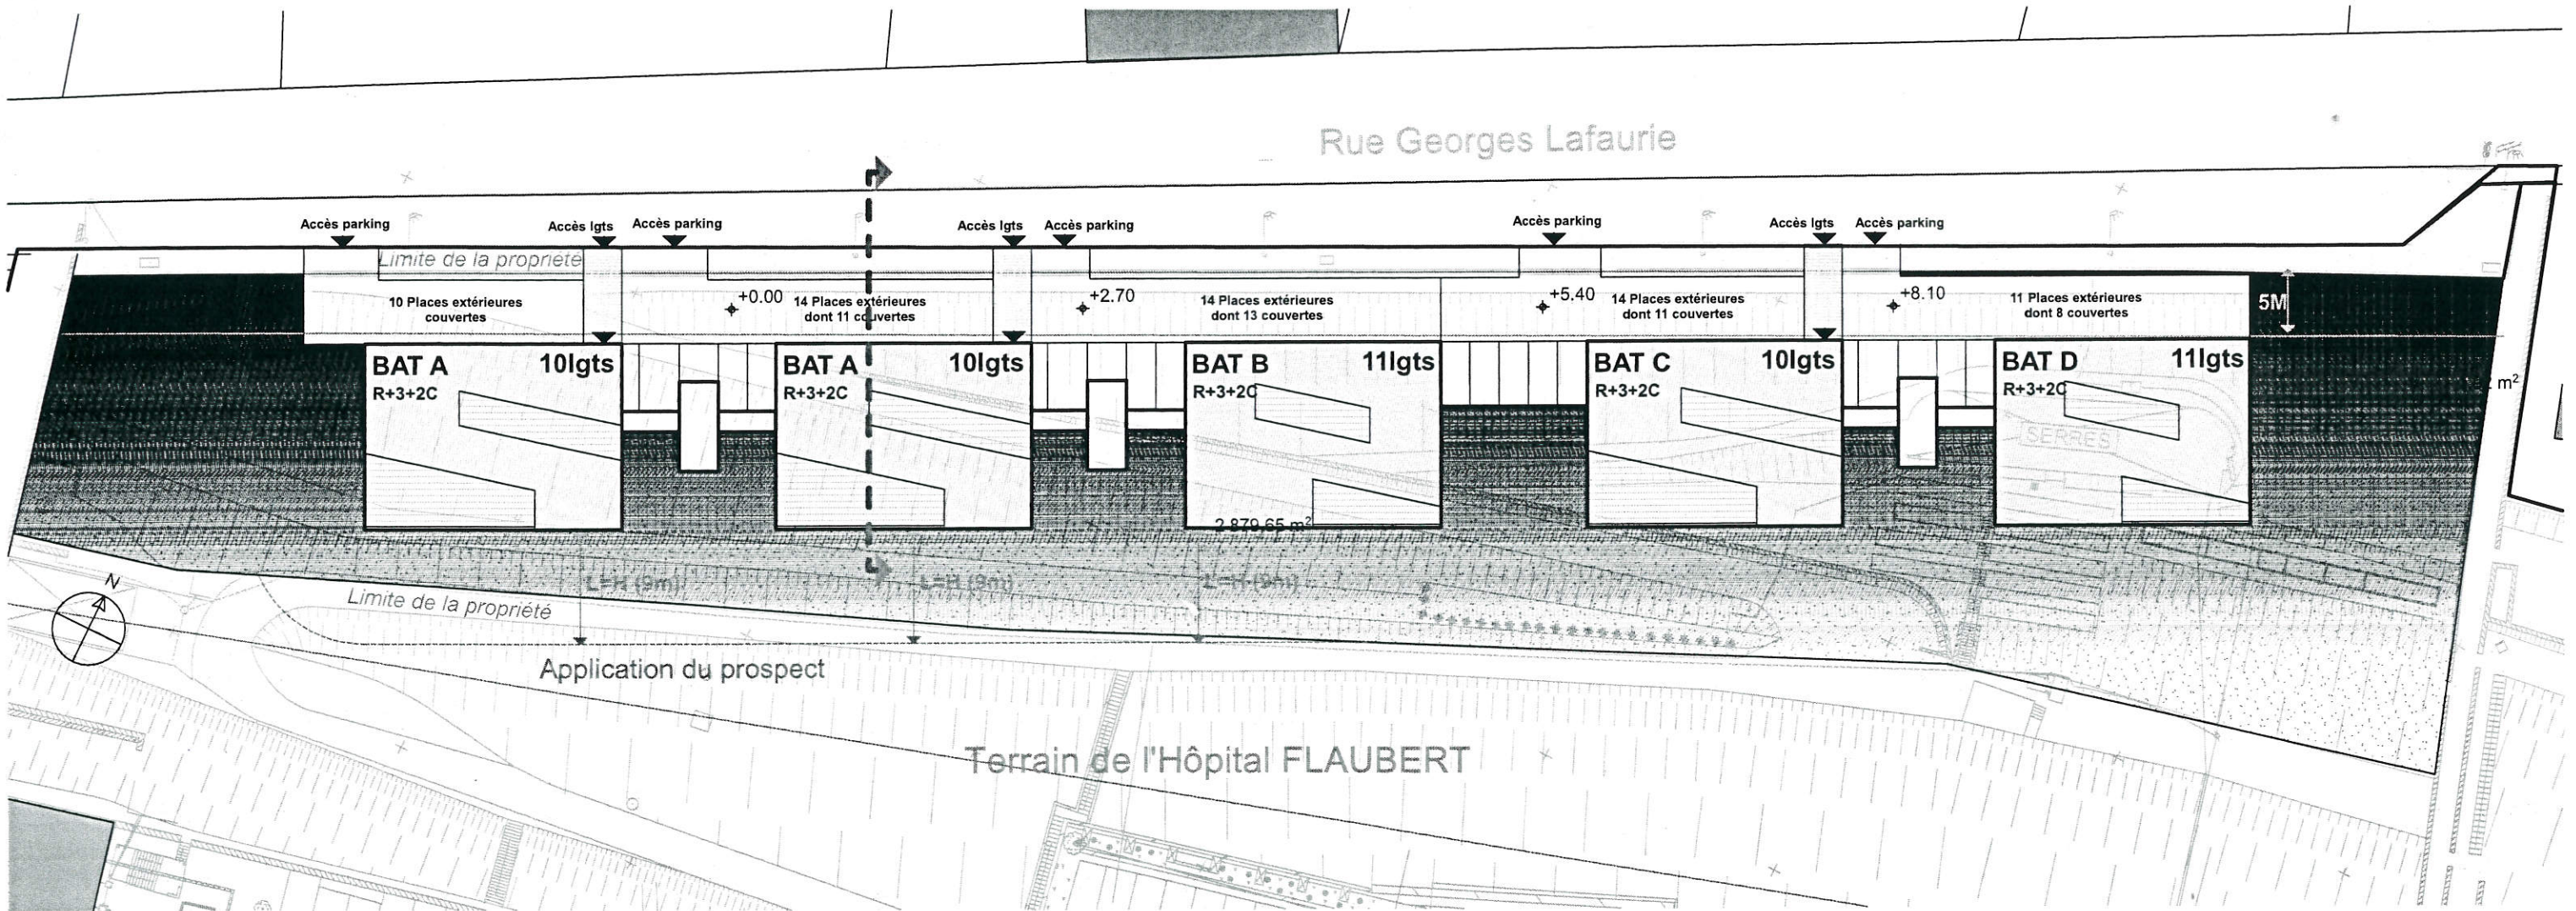 Rue Georges Lafaurie
Accès parking
Accès lgts
Accès parking
Accès lgts
Accès parking
Accès parking
Accès lgts
Accès parking
Limite de la propriété
10 Places extérieures
couvertes
+0.00
14 Places extérieures
dont 11 couvertes
+2.70
14 Places extérieures
dont 13 couvertes
+5.40
14 Places extérieures
dont 11 couvertes
+8.10
11 Places extérieures
dont 8 couvertes
5M
BAT A
10lgts
R+3+2C
BAT A
10lgts
R+3+2C
BAT B
11lgts
R+3+2C
BAT C
10lgts
R+3+2C
BAT D
11lgts
R+3+2C
m²
SERRES
2 879,65 m²
L=H (9m)
L=H (9m)
L=H (9m)
N
Limite de la propriété
Application du prospect
Terrain de l'Hôpital FLAUBERT